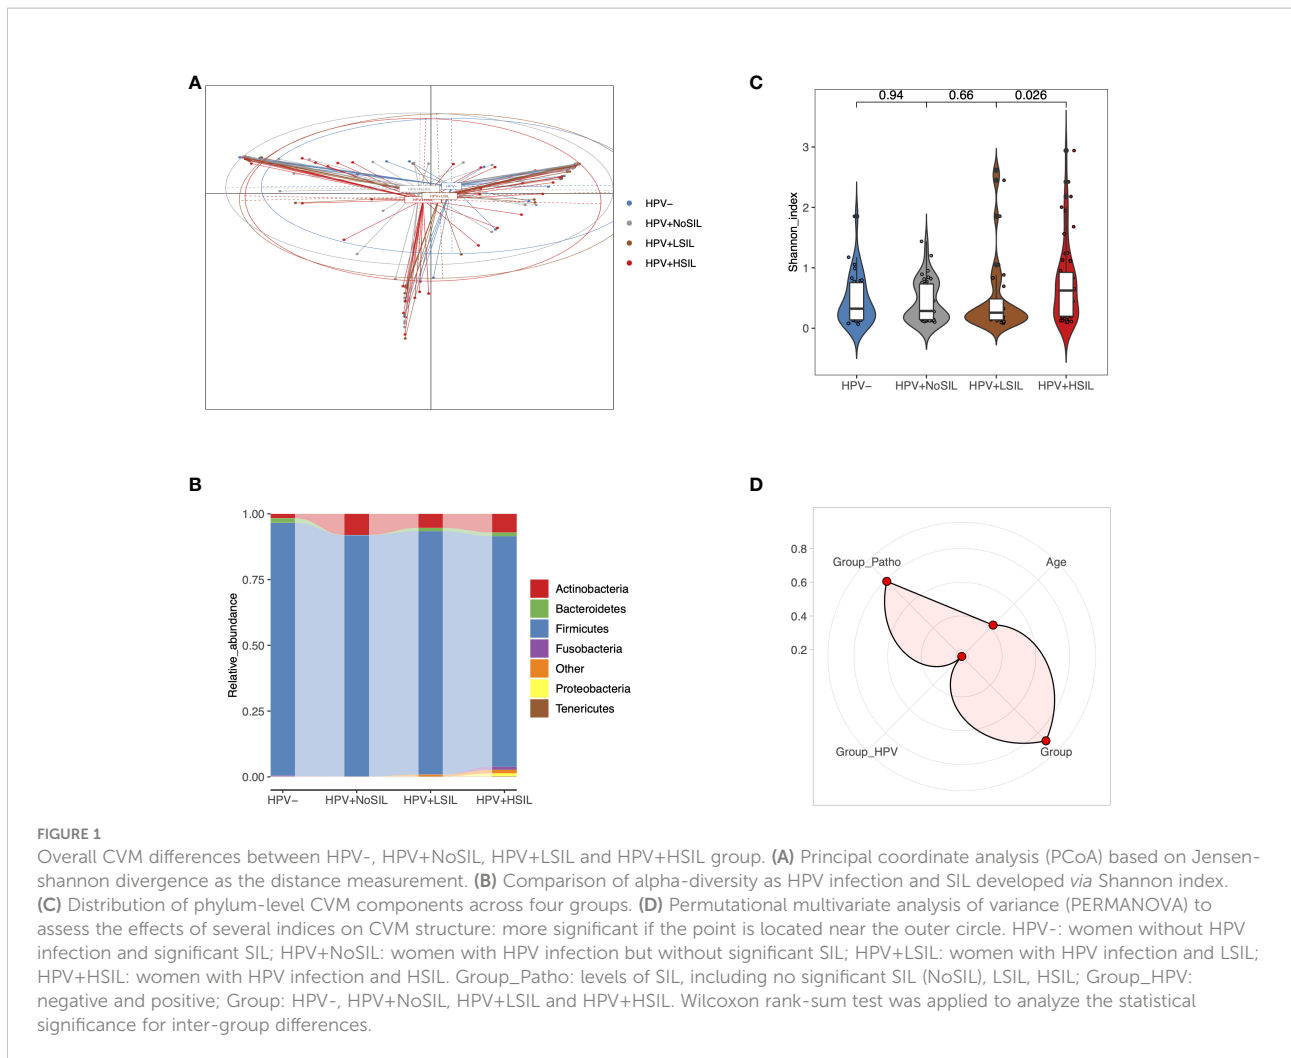 A
HPV−
HPV+NoSIL
HPV+LSIL
HPV+HSIL
C
0.94
0.66
0.026
Shannon_index
3
2
1
0
HPV−
HPV+NoSIL
HPV+LSIL
HPV+HSIL
B
Relative_abundance
1.00
0.75
0.50
0.25
0.00
HPV−
HPV+NoSIL
HPV+LSIL
HPV+HSIL
Actinobacteria
Bacteroidetes
Firmicutes
Fusobacteria
Other
Proteobacteria
Tenericutes
D
0.8
0.6
0.4
0.2
Group_Patho
Age
Group_HPV
Group
FIGURE 1
Overall CVM differences between HPV-, HPV+NoSIL, HPV+LSIL and HPV+HSIL group. (A) Principal coordinate analysis (PCoA) based on Jensen-
shannon divergence as the distance measurement. (B) Comparison of alpha-diversity as HPV infection and SIL developed via Shannon index.
(C) Distribution of phylum-level CVM components across four groups. (D) Permutational multivariate analysis of variance (PERMANOVA) to
assess the effects of several indices on CVM structure: more significant if the point is located near the outer circle. HPV-: women without HPV
infection and significant SIL; HPV+NoSIL: women with HPV infection but without significant SIL; HPV+LSIL: women with HPV infection and LSIL;
HPV+HSIL: women with HPV infection and HSIL. Group_Patho: levels of SIL, including no significant SIL (NoSIL), LSIL, HSIL; Group_HPV:
negative and positive; Group: HPV-, HPV+NoSIL, HPV+LSIL and HPV+HSIL. Wilcoxon rank-sum test was applied to analyze the statistical
significance for inter-group differences.